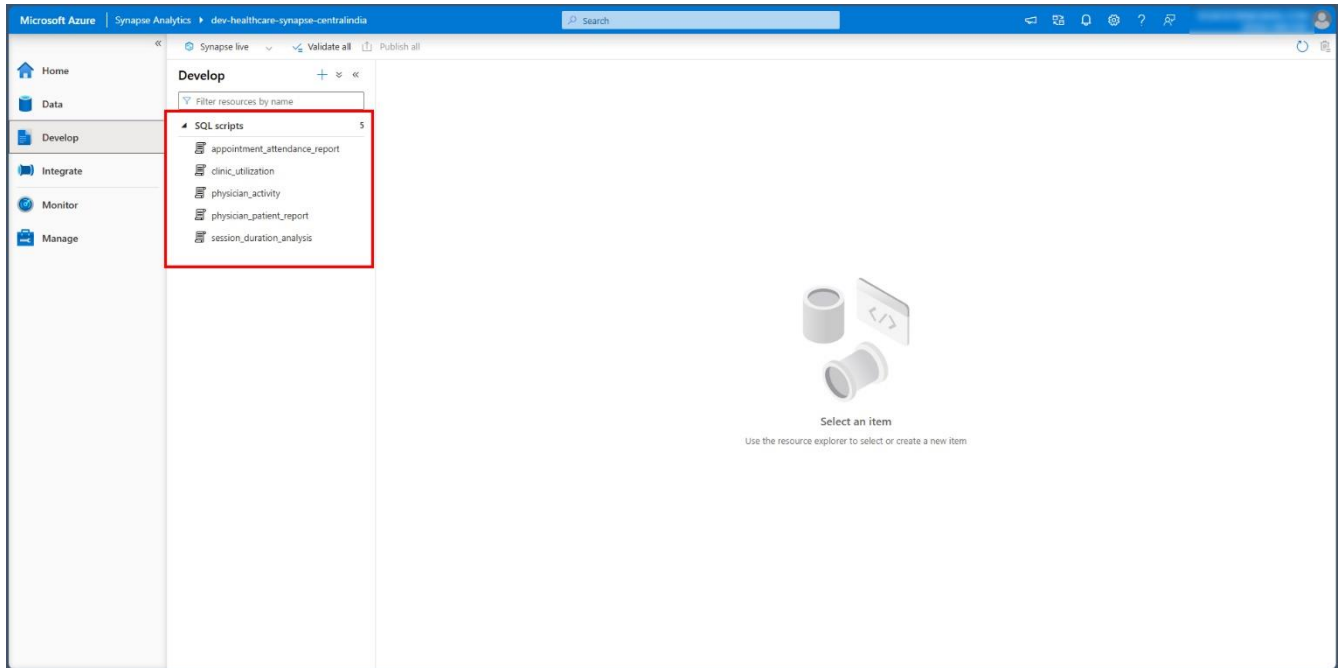 Microsoft Azure Synapse Analytics dev-healthcare-synapse-centralindia Search ?
Synapse live Validate all Publish all
Home
Data
Develop
Integrate
Monitor
Manage
Develop
Filter resources by name
SQL scripts 5
appointment_attendance_report
clinic_utilization
physician_activity
physician_patient_report
session_duration_analysis
</>
Select an item
Use the resource explorer to select or create a new item